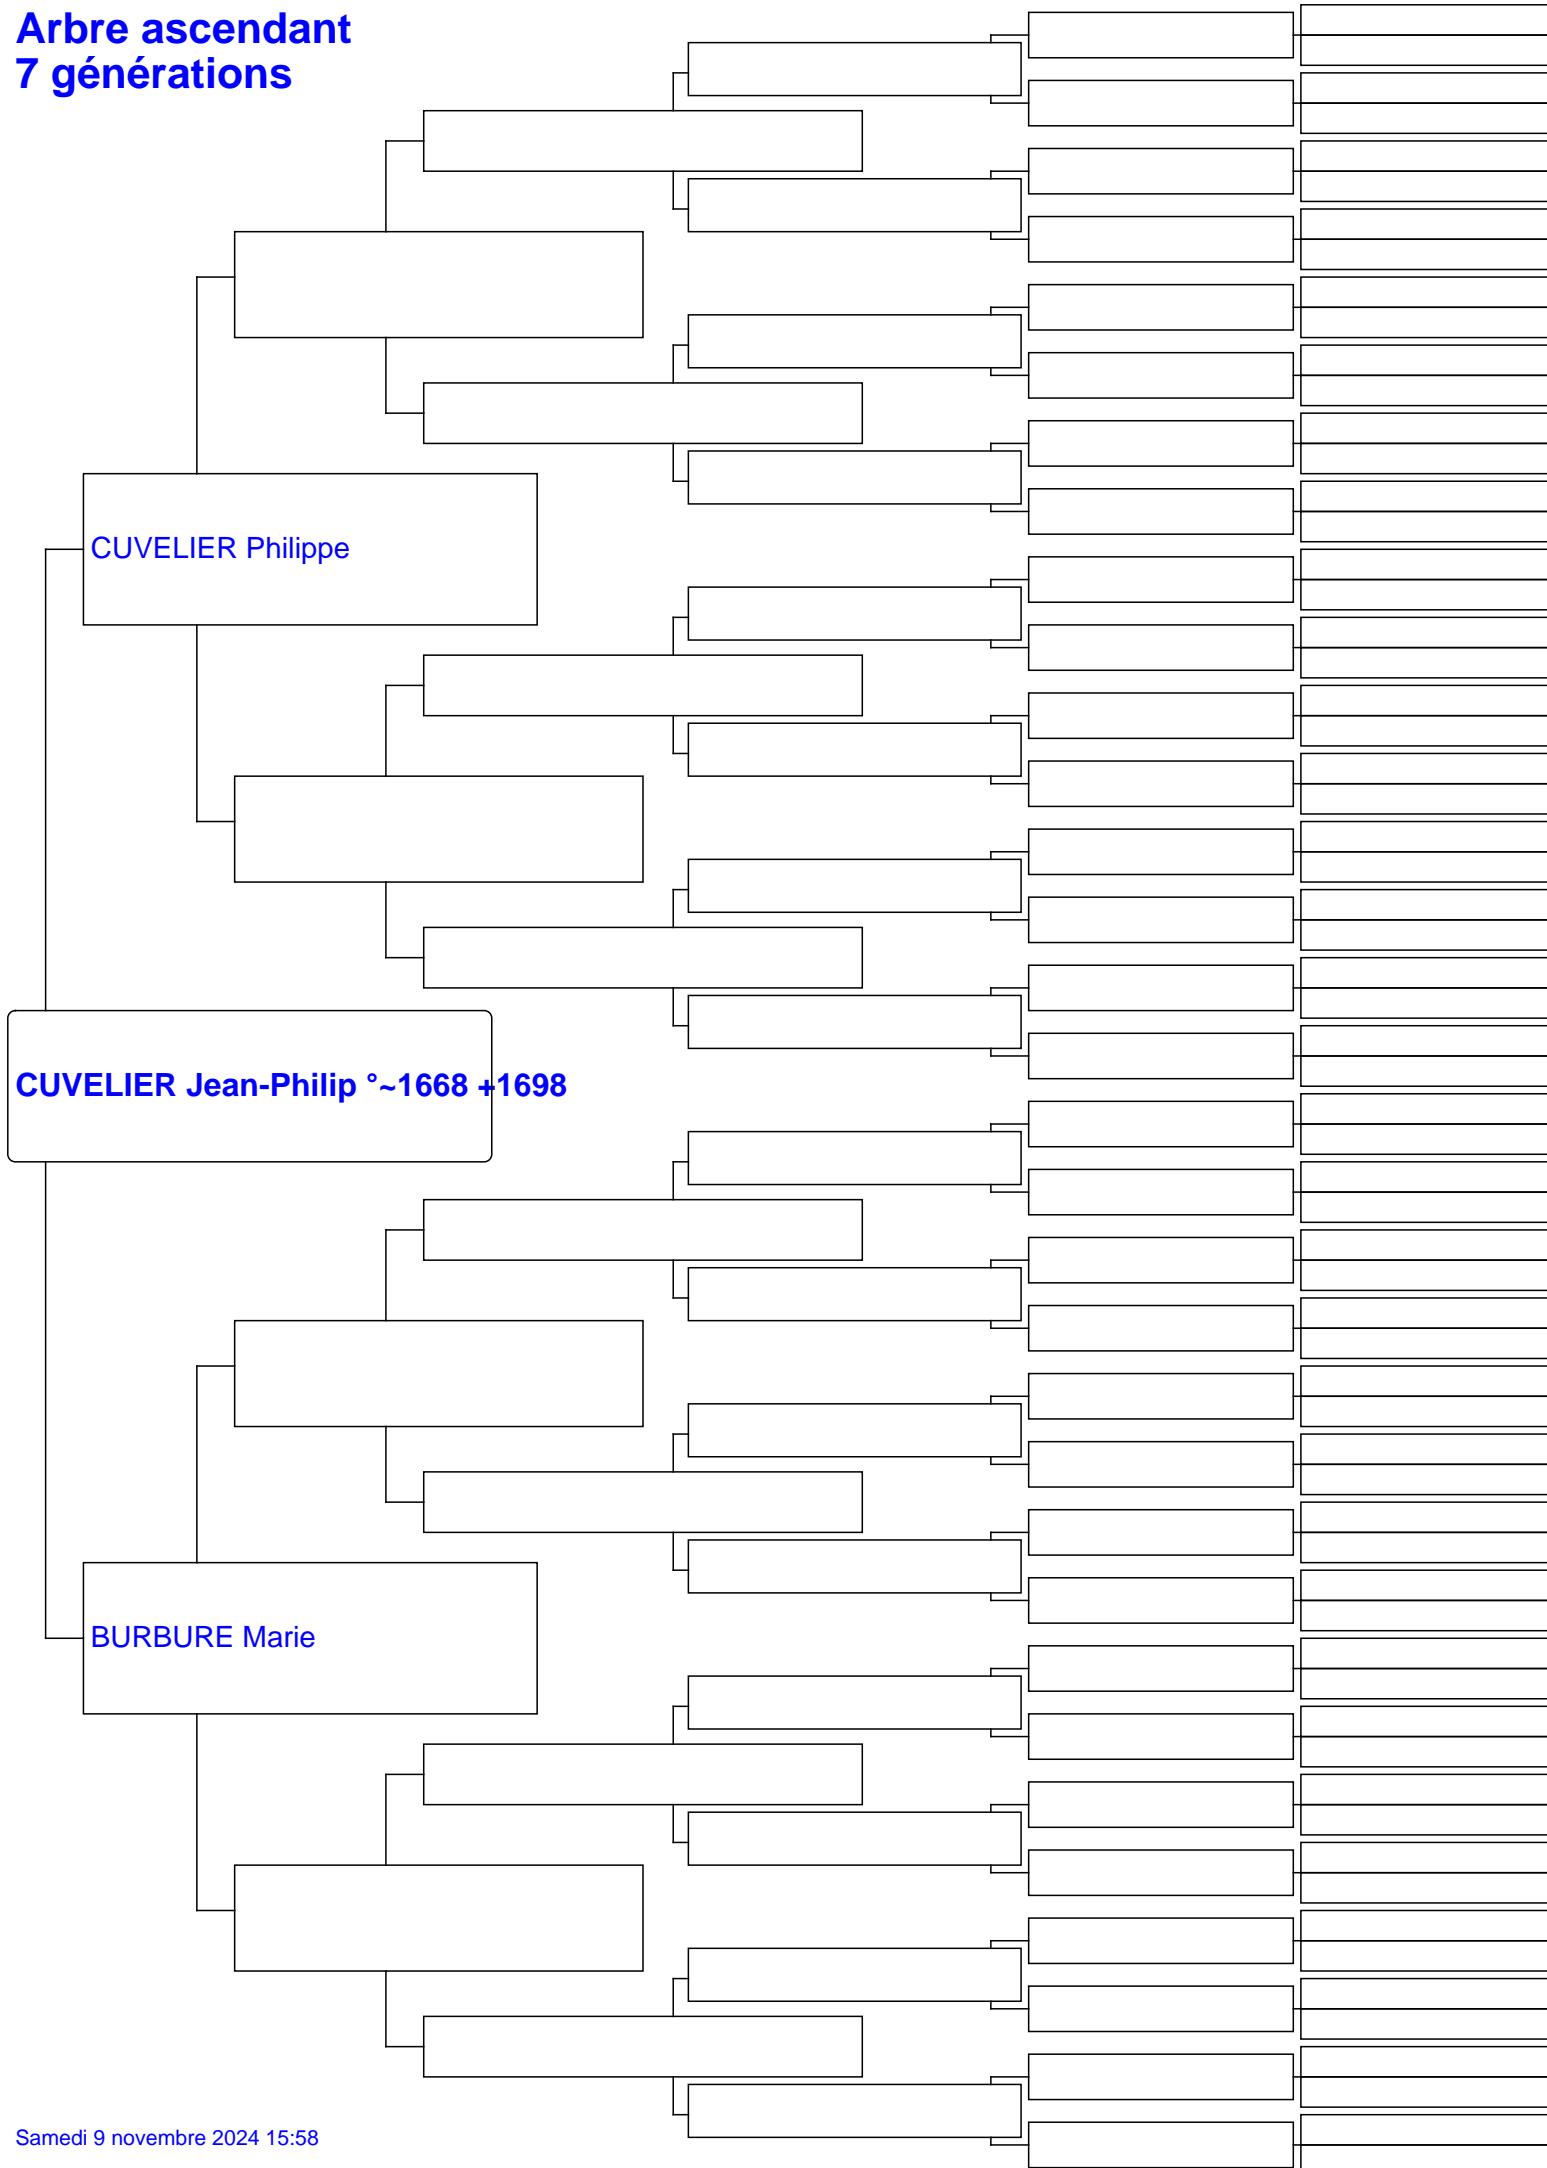 Arbre ascendant
7 générations
CUVELIER Philippe
CUVELIER Jean-Philip °~1668 +1698
BURBURE Marie
Samedi 9 novembre 2024 15:58